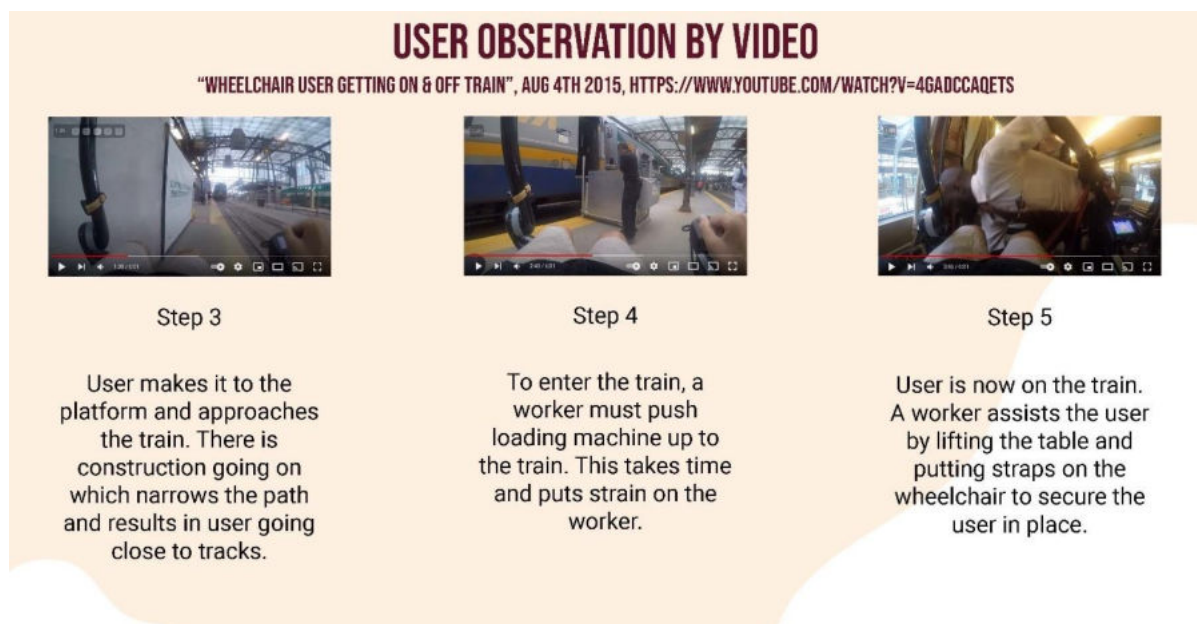 USER OBSERVATION BY VIDEO
“WHEELCHAIR USER GETTING ON & OFF TRAIN”, AUG 4TH 2015, HTTPS://WWW.YOUTUBE.COM/WATCH?V=4GADCCAQETS
Step 3
User makes it to the
platform and approaches
the train. There is
construction going on
which narrows the path
and results in user going
close to tracks.
Step 4
To enter the train, a
worker must push
loading machine up to
the train. This takes time
and puts strain on the
worker.
Step 5
User is now on the train.
A worker assists the user
by lifting the table and
putting straps on the
wheelchair to secure the
user in place.